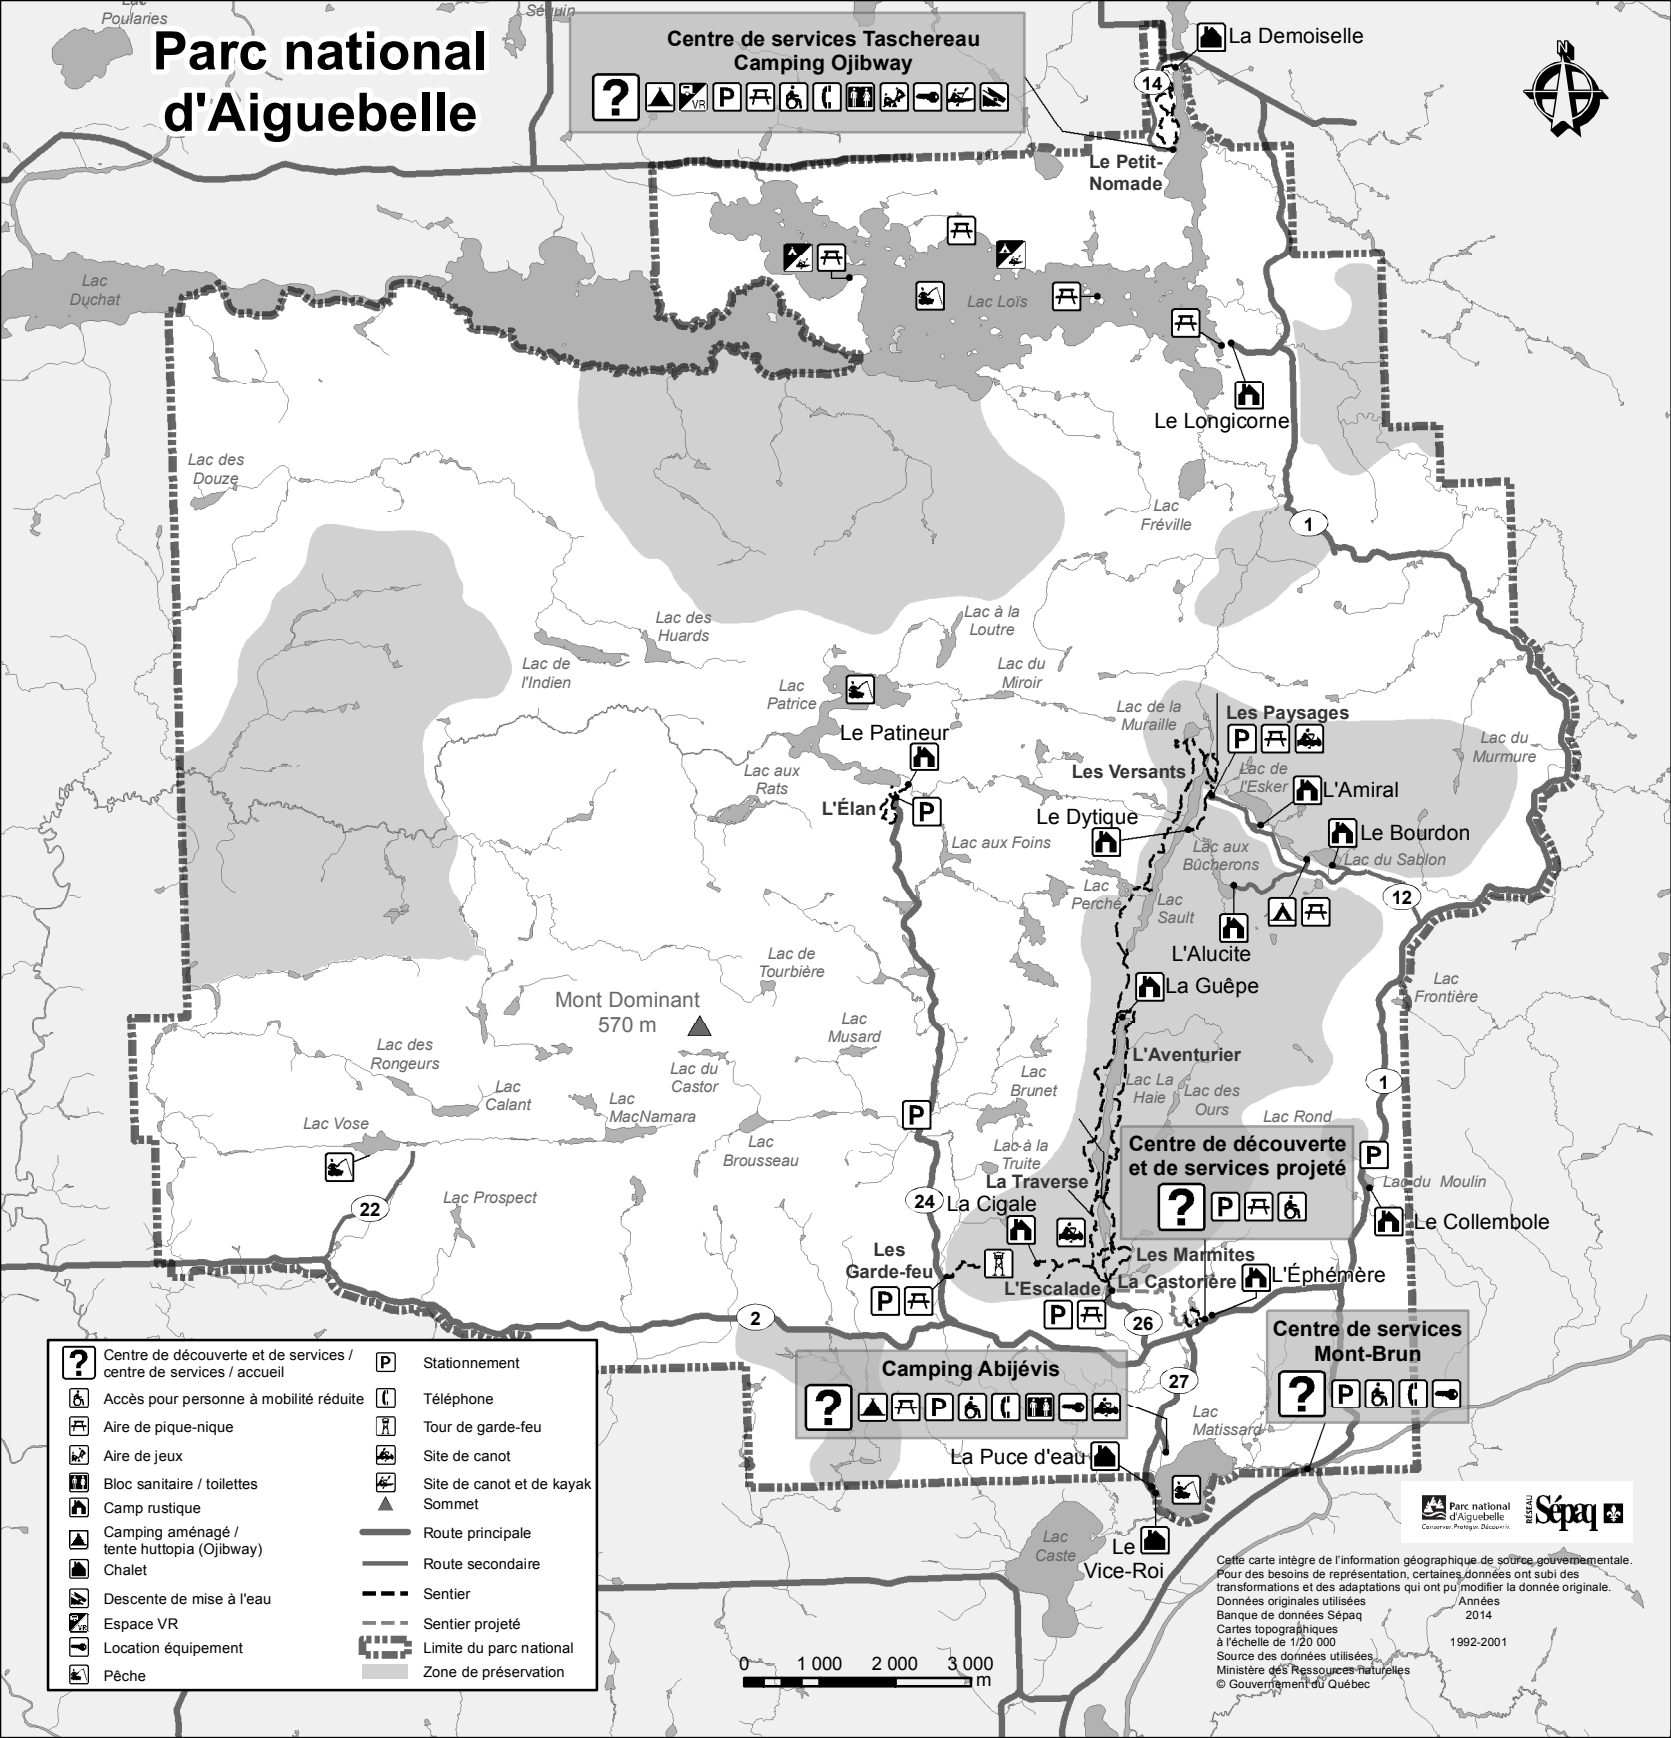 Lac
Poularies
Séguin
Parc national
d'Aiguebelle
Centre de services Taschereau
Camping Ojibway
?
VR
P
La Demoiselle
14
N
Le Petit-
Nomade
Lac
Duchat
Lac Loïs
Le Longicorne
Lac des
Douze
Lac
Fréville
1
Lac des
Huards
Lac à la
Loutre
Lac de
l'Indien
Lac du
Miroir
Lac
Patrice
Lac de la
Muraille
Les Paysages
P
Le Patineur
Lac du
Murmure
Lac aux
Rats
Les Versants
Lac de
l'Esker
L'Amiral
L'Élan
P
Le Dytique
Le Bourdon
Lac aux Foins
Lac aux
Bûcherons
Lac du Sablon
Lac
Perché
Lac
Sault
12
L'Alucite
Lac de
Tourbière
La Guêpe
Lac
Frontière
Mont Dominant
570 m
Lac
Musard
Lac des
Rongeurs
L'Aventurier
Lac du
Castor
Lac
Brunet
Lac La
Haie
Lac des
Ours
1
Lac
Calant
Lac
MacNamara
P
Lac Rond
Lac Vose
Lac
Brousseau
Lac à la
Truite
Centre de découverte
et de services projeté
? P
P
La Traverse
Lac du Moulin
Lac Prospect
22
24
La Cigale
Le Collembole
Les
Garde-feu
Les Marmites
L'Escalade
La Castorière
L'Éphémère
P
P
2
26
Centre de services
Mont-Brun
? P
Camping Abijévis
? P
27
Lac
Matissard
La Puce d'eau
Le
Vice-Roi
Lac
Caste
?
Centre de découverte et de services /
centre de services / accueil
Accès pour personne à mobilité réduite
Aire de pique-nique
Aire de jeux
Bloc sanitaire / toilettes
Camp rustique
Camping aménagé /
tente huttopia (Ojibway)
Chalet
Descente de mise à l'eau
VR
Espace VR
Location équipement
Pêche
P
Stationnement
Téléphone
Tour de garde-feu
Site de canot
Site de canot et de kayak
Sommet
Route principale
Route secondaire
Sentier
Sentier projeté
Limite du parc national
Zone de préservation
0 1 000 2 000 3 000
m
Parc national
d'Aiguebelle
Conserver. Protéger. Découvrir.
RÉSEAU
Sépaq
Cette carte intègre de l'information géographique de source gouvernementale.
Pour des besoins de représentation, certaines données ont subi des
transformations et des adaptations qui ont pu modifier la donnée originale.
Données originales utilisées Années
Banque de données Sépaq 2014
Cartes topographiques
à l'échelle de 1/20 000 1992-2001
Source des données utilisées
Ministère des Ressources naturelles
© Gouvernement du Québec